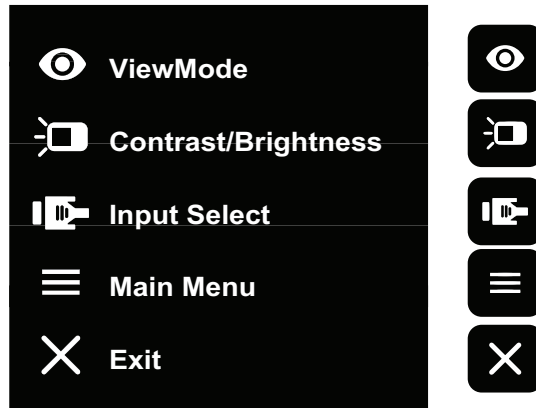 ViewMode
Contrast/Brightness
Input Select
Main Menu
Exit